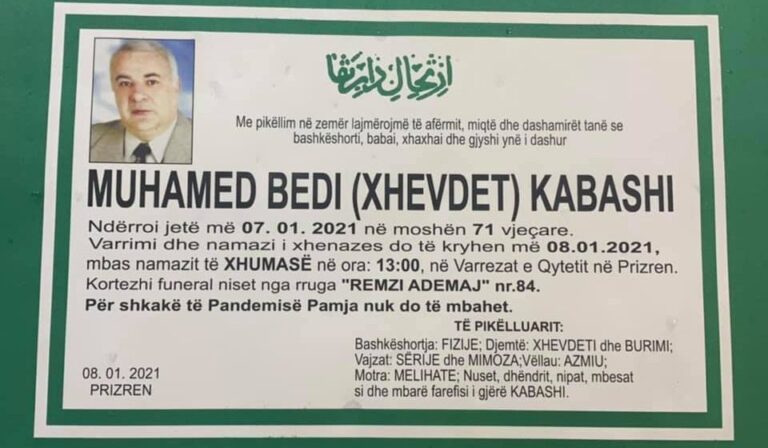 ارتحال دار بقا
Me pikëllim në zemër lajmërojmë të afërmit, miqtë dhe dashamirët tanë se
bashkëshorti, babai, xhaxhai dhe gjyshi ynë i dashur
MUHAMED BEDI (XHEVDET) KABASHI
Ndërroi jetë më 07. 01. 2021 në moshën 71 vjeçare.
Varrimi dhe namazi i xhenazes do të kryhen më 08.01.2021,
mbas namazit të XHUMASË në ora: 13:00, në Varrezat e Qytetit në Prizren.
Kortezhi funeral niset nga rruga "REMZI ADEMAJ" nr.84.
Për shkakë të Pandemisë Pamja nuk do të mbahet.
TË PIKËLLUARIT:
Bashkëshortja: FIZIJE; Djemtë: XHEVDETI dhe BURIMI;
Vajzat: SËRIJE dhe MIMOZA;Vëllau: AZMIU;
Motra: MELIHATE; Nuset, dhëndrit, nipat, mbesat
si dhe mbarë farefisi i gjërë KABASHI.
08. 01. 2021
PRIZREN